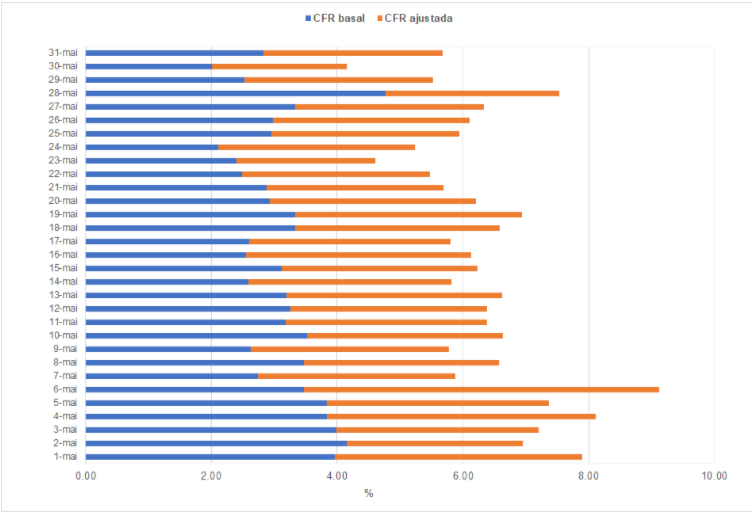 CFR basal CFR ajustada
31-mai
30-mai
29-mai
28-mai
27-mai
26-mai
25-mai
24-mai
23-mai
22-mai
21-mai
20-mai
19-mai
18-mai
17-mai
16-mai
15-mai
14-mai
13-mai
12-mai
11-mai
10-mai
9-mai
8-mai
7-mai
6-mai
5-mai
4-mai
3-mai
2-mai
1-mai
0.00 2.00 4.00 6.00 8.00 10.00
%